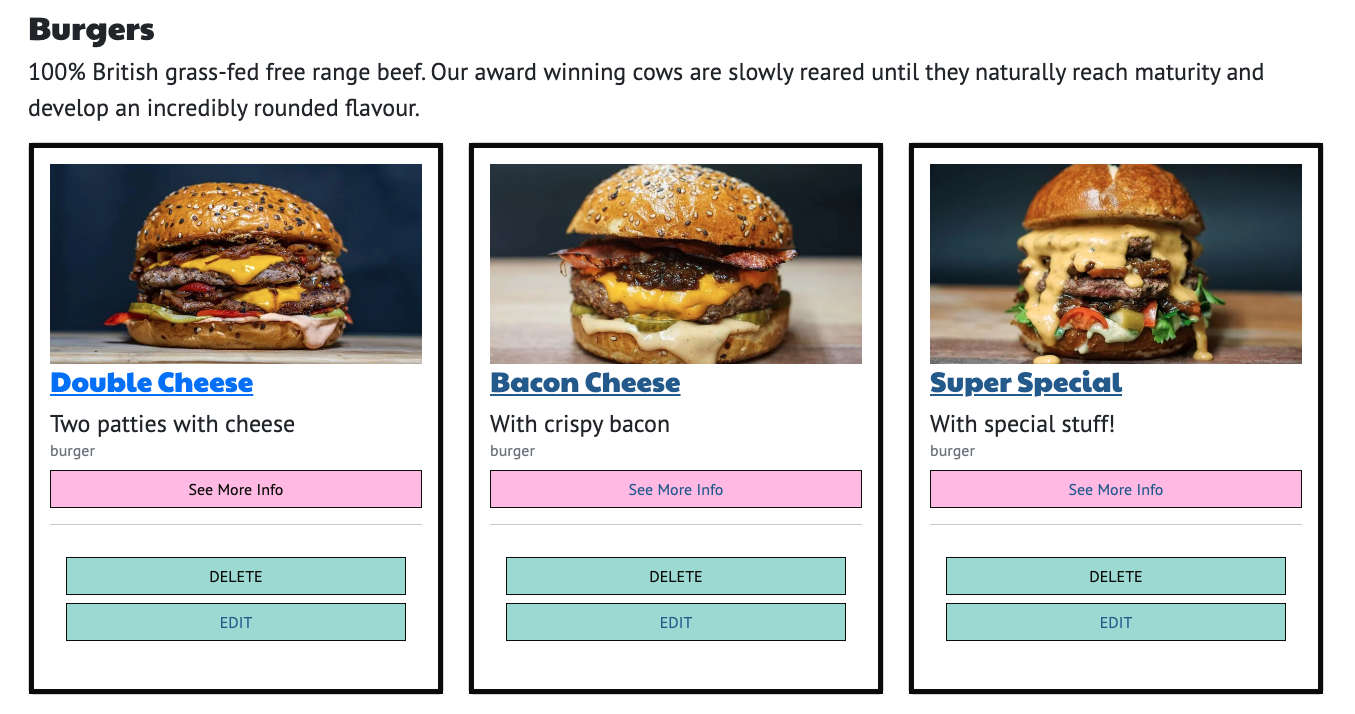 Burgers
100% British grass-fed free range beef. Our award winning cows are slowly reared until they naturally reach maturity and
develop an incredibly rounded flavour.
Double Cheese
Two patties with cheese
burger
See More Info
DELETE
EDIT
Bacon Cheese
With crispy bacon
burger
See More Info
DELETE
EDIT
Super Special
With special stuff!
burger
See More Info
DELETE
EDIT